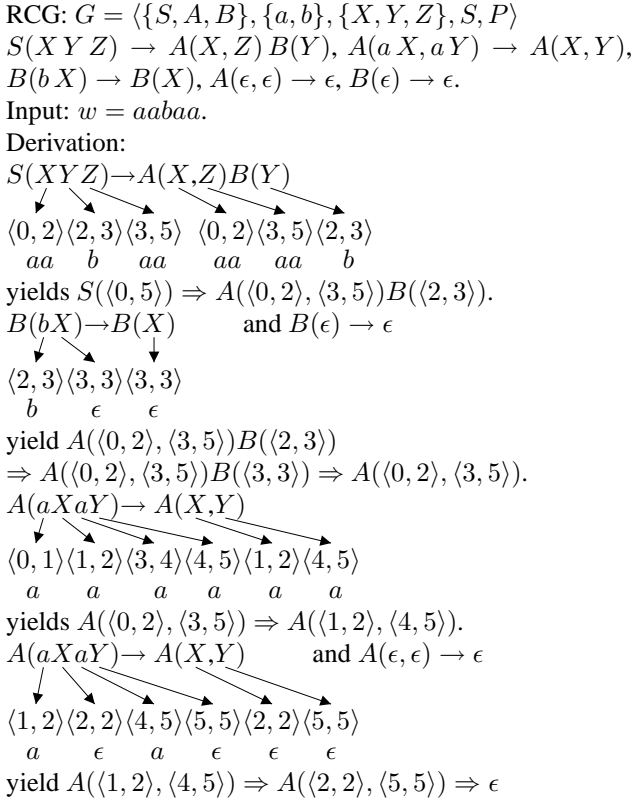 RCG: G = ⟨{S, A, B}, {a, b}, {X, Y, Z}, S, P⟩
S(X Y Z) → A(X, Z) B(Y), A(a X, a Y) → A(X, Y),
B(b X) → B(X), A(ϵ, ϵ) → ϵ, B(ϵ) → ϵ.
Input: w = aabaa.
Derivation:
S(XYZ)→A(X,Z)B(Y)
⟨0, 2⟩⟨2, 3⟩⟨3, 5⟩ ⟨0, 2⟩⟨3, 5⟩⟨2, 3⟩
aa b aa aa aa b
yields S(⟨0, 5⟩) ⇒ A(⟨0, 2⟩, ⟨3, 5⟩)B(⟨2, 3⟩).
B(bX)→B(X) and B(ϵ) → ϵ
⟨2, 3⟩⟨3, 3⟩⟨3, 3⟩
b ϵ ϵ
yield A(⟨0, 2⟩, ⟨3, 5⟩)B(⟨2, 3⟩)
⇒ A(⟨0, 2⟩, ⟨3, 5⟩)B(⟨3, 3⟩) ⇒ A(⟨0, 2⟩, ⟨3, 5⟩).
A(aXaY)→ A(X,Y)
⟨0, 1⟩⟨1, 2⟩⟨3, 4⟩⟨4, 5⟩⟨1, 2⟩⟨4, 5⟩
a a a a a a
yields A(⟨0, 2⟩, ⟨3, 5⟩) ⇒ A(⟨1, 2⟩, ⟨4, 5⟩).
A(aXaY)→ A(X,Y) and A(ϵ, ϵ) → ϵ
⟨1, 2⟩⟨2, 2⟩⟨4, 5⟩⟨5, 5⟩⟨2, 2⟩⟨5, 5⟩
a ϵ a ϵ ϵ ϵ
yield A(⟨1, 2⟩, ⟨4, 5⟩) ⇒ A(⟨2, 2⟩, ⟨5, 5⟩) ⇒ ϵ